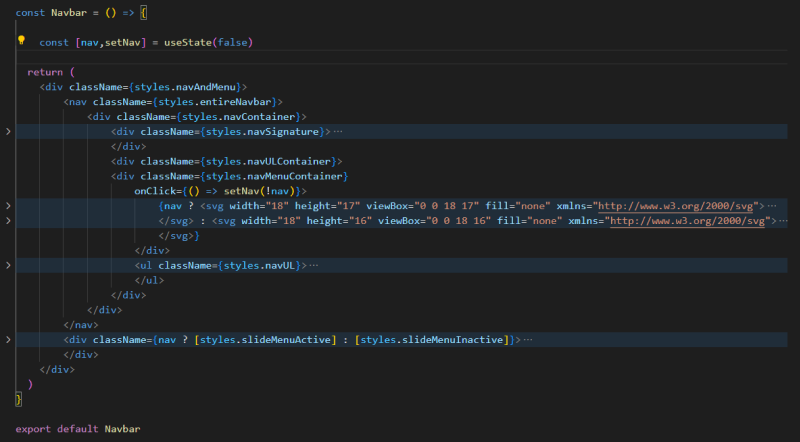 const Navbar = () => {
const [nav,setNav] = useState(false)
return (
<div className={styles.navAndMenu}>
<nav className={styles.entireNavbar}>
<div className={styles.navContainer}>
<div className={styles.navSignature}>⋯
</div>
<div className={styles.navULContainer}>
<div className={styles.navMenuContainer}
onClick={() => setNav(!nav)}>
{nav ? <svg width="18" height="17" viewBox="0 0 18 17" fill="none" xmlns="http://www.w3.org/2000/svg">⋯
</svg> : <svg width="18" height="16" viewBox="0 0 18 16" fill="none" xmlns="http://www.w3.org/2000/svg">⋯
</svg>}
</div>
<ul className={styles.navUL}>⋯
</ul>
</div>
</div>
</nav>
<div className={nav ? [styles.slideMenuActive] : [styles.slideMenuInactive]}>⋯
</div>
</div>
)
}
export default Navbar